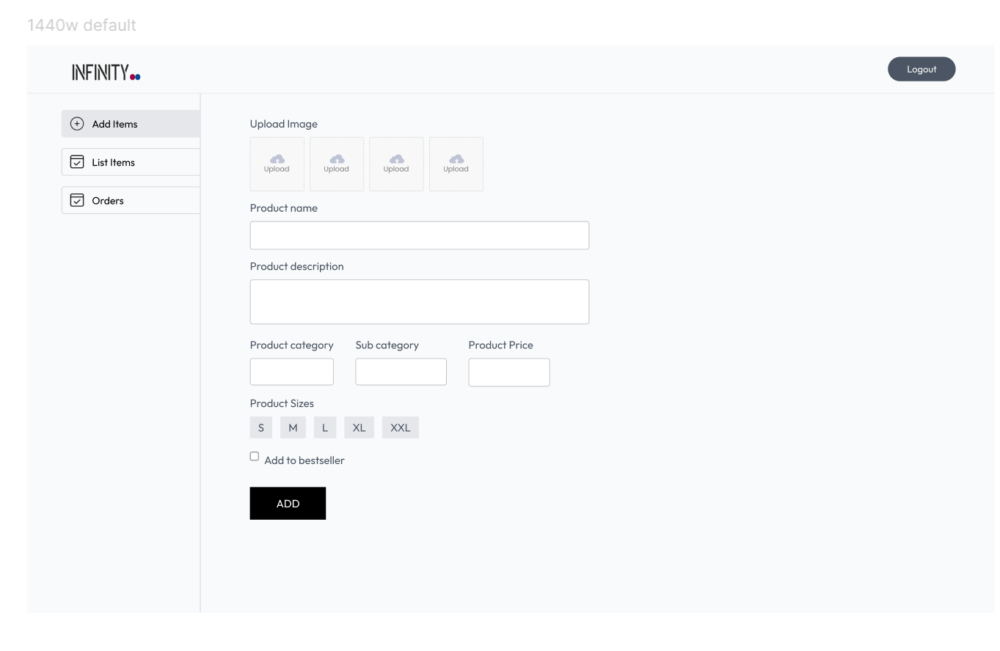 1440w default
INFINITY
Logout
Add Items
List Items
Orders
Upload Image
Upload Upload Upload Upload
Product name
Product description
Product category Sub category Product Price
Product Sizes
S M L XL XXL
Add to bestseller
ADD